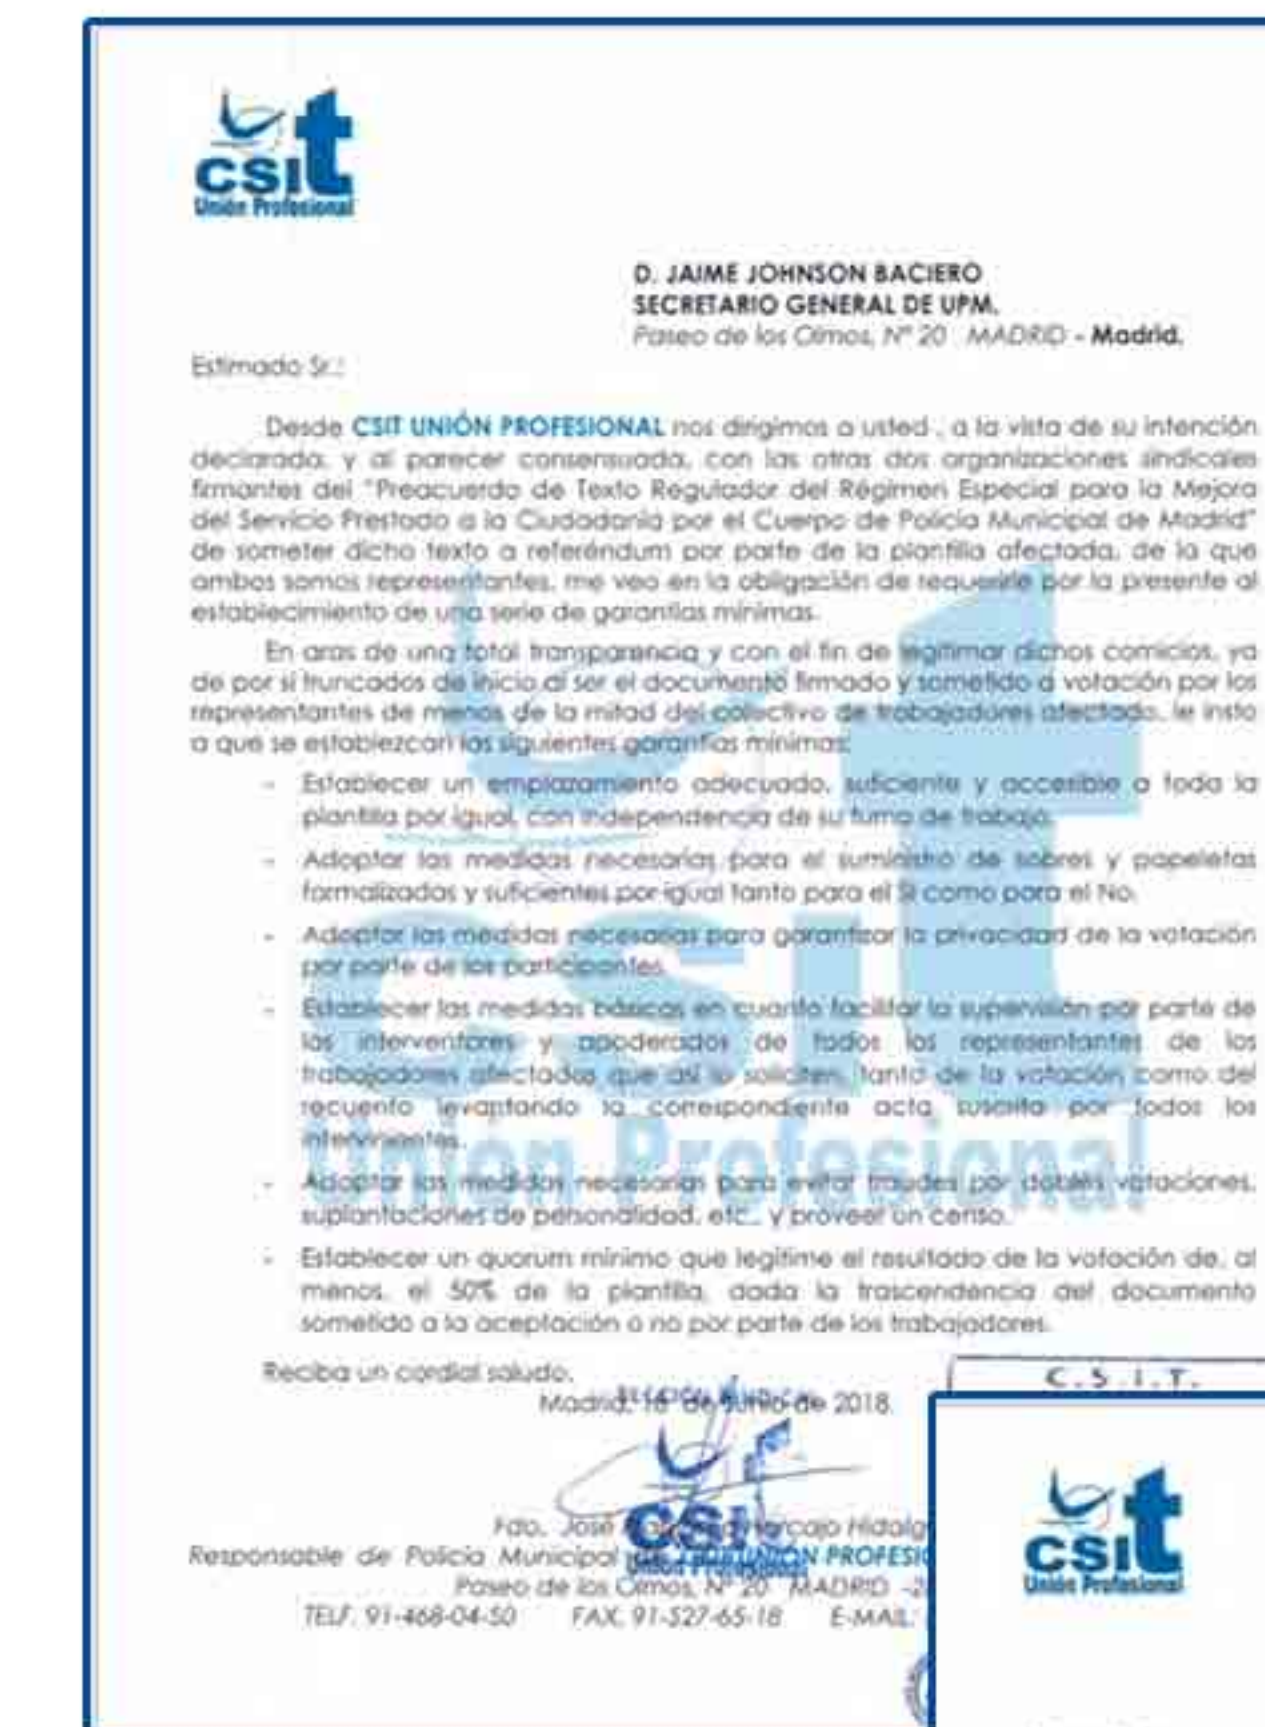 csit
Unión Profesional
D. JAIME JOHNSON BACIERO
SECRETARIO GENERAL DE UPM.
Paseo de los Olmos, Nº 20 MADRID - Madrid.
Estimado Sr.:
Desde CSIT UNIÓN PROFESIONAL nos dirigimos a usted , a la vista de su intención
declarada, y al parecer consensuada, con las otras dos organizaciones sindicales
firmantes del "Preacuerdo de Texto Regulador del Régimen Especial para la Mejora
del Servicio Prestado a la Ciudadanía por el Cuerpo de Policía Municipal de Madrid"
de someter dicho texto a referéndum por parte de la plantilla afectada, de la que
ambos somos representantes, me veo en la obligación de requerirle por la presente al
establecimiento de una serie de garantías mínimas.
En aras de una total transparencia y con el fin de legitimar dichos comicios, ya
de por si truncados de inicio al ser el documento firmado y sometido a votación por los
representantes de menos de la mitad del colectivo de trabajadores afectado, le insto
a que se establezcan las siguientes garantías mínimas:
- Establecer un emplazamiento adecuado, suficiente y accesible a toda la
plantilla por igual, con independencia de su turno de trabajo.
- Adoptar las medidas necesarias para el suministro de sobres y papeletas
formalizadas y suficientes por igual tanto para el Si como para el No.
- Adoptar las medidas necesarias para garantizar la privacidad de la votación
por parte de los participantes.
- Establecer las medidas básicas en cuanto facilitar la supervisión por parte de
los interventores y apoderados de todos los representantes de los
trabajadores afectados que así lo soliciten, tanto de la votación como del
recuento levantando la correspondiente acta suscrita por todos los
intervinientes.
- Adoptar las medidas necesarias para evitar fraudes por dobles votaciones,
suplantaciones de personalidad, etc., y proveer un censo.
- Establecer un quorum mínimo que legitime el resultado de la votación de, al
menos, el 50% de la plantilla, dada la trascendencia del documento
sometido a la aceptación o no por parte de los trabajadores.
Reciba un cordial saludo.
C.S.I.T.
Madrid, 18 de Junio de 2018.
csit
Unión Profesional
Fdo. José Horcajo Hidalg
Responsable de Policía Municipal UNIÓN PROFESIO
Paseo de los Olmos, Nº 20 MADRID -2
TELF. 91-468-04-50 FAX. 91-527-65-18 E-MAIL:
csit
Unión Profesional